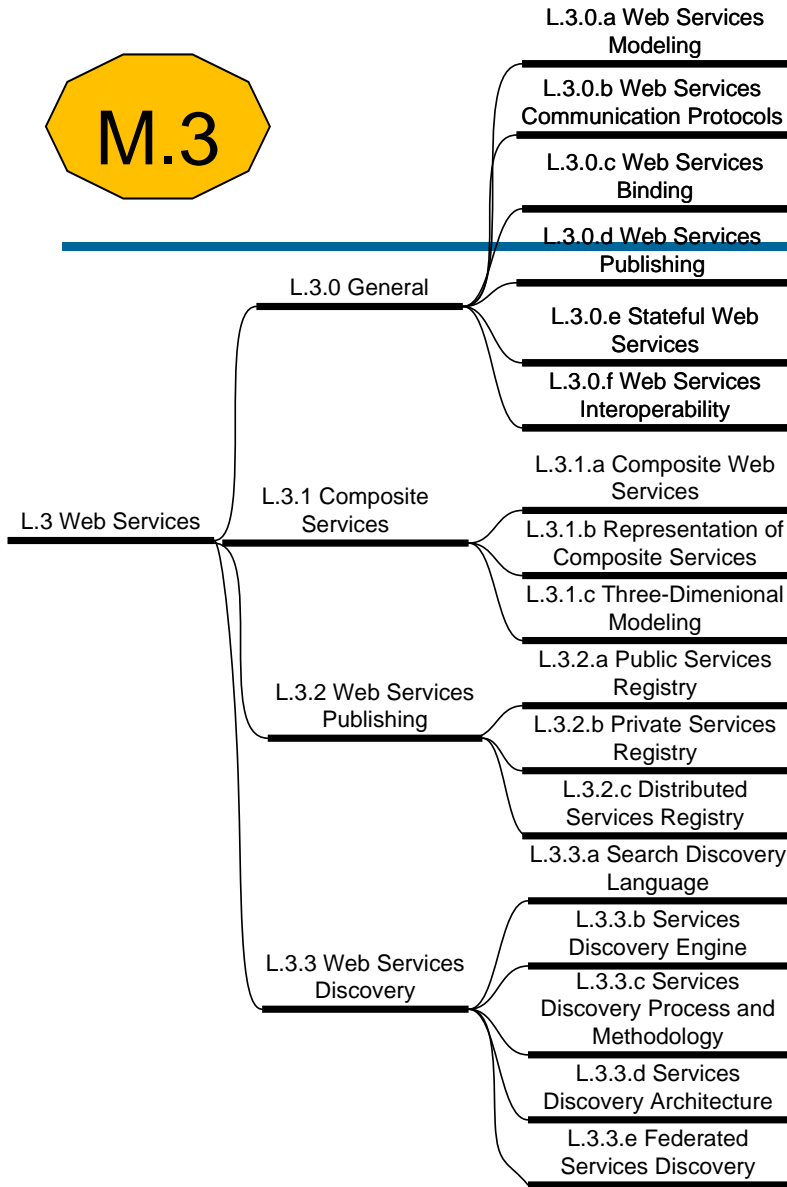 M.3
L.3 Web Services
L.3.0 General
L.3.0.a Web Services
Modeling
L.3.0.b Web Services
Communication Protocols
L.3.0.c Web Services
Binding
L.3.0.d Web Services
Publishing
L.3.0.e Stateful Web
Services
L.3.0.f Web Services
Interoperability
L.3.1 Composite
Services
L.3.1.a Composite Web
Services
L.3.1.b Representation of
Composite Services
L.3.1.c Three-Dimenional
Modeling
L.3.2 Web Services
Publishing
L.3.2.a Public Services
Registry
L.3.2.b Private Services
Registry
L.3.2.c Distributed
Services Registry
L.3.3 Web Services
Discovery
L.3.3.a Search Discovery
Language
L.3.3.b Services
Discovery Engine
L.3.3.c Services
Discovery Process and
Methodology
L.3.3.d Services
Discovery Architecture
L.3.3.e Federated
Services Discovery